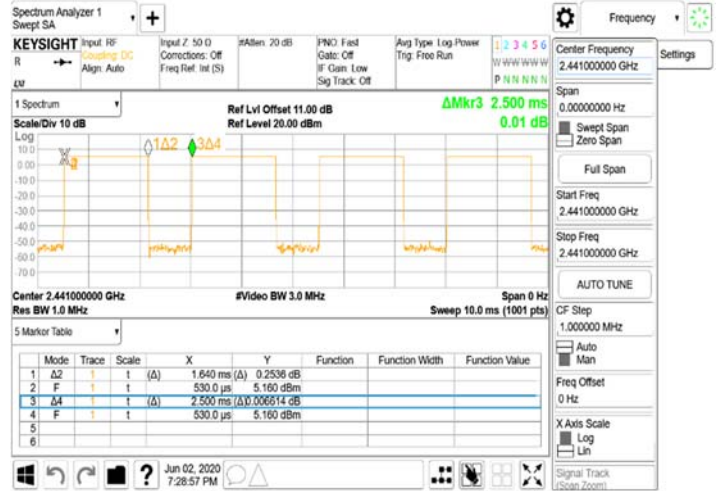 Spectrum Analyzer 1
Swept SA
+
Frequency
KEYSIGHT
R
LXI
Input: RF
Coupling: DC
Align: Auto
Input Z: 50 Ω
Corrections: Off
Freq Ref: Int (S)
#Atten: 20 dB
PNO: Fast
Gate: Off
IF Gain: Low
Sig Track: Off
Avg Type: Log-Power
Trig: Free Run
1 2 3 4 5 6
W W W W W W
P N N N N N
1 Spectrum
Scale/Div 10 dB
Ref Lvl Offset 11.00 dB
Ref Level 20.00 dBm
ΔMkr3 2.500 ms
0.01 dB
Log
10.0
0.00
-10.0
-20.0
-30.0
-40.0
-50.0
-60.0
-70.0
1Δ2
3Δ4
Center 2.441000000 GHz
Res BW 1.0 MHz
#Video BW 3.0 MHz
Span 0 Hz
Sweep 10.0 ms (1001 pts)
5 Marker Table
Mode Trace Scale X Y Function Function Width Function Value
1 Δ2 1 t (Δ) 1.640 ms (Δ) 0.2536 dB
2 F 1 t 530.0 µs 5.160 dBm
3 Δ4 1 t (Δ) 2.500 ms (Δ) 0.006614 dB
4 F 1 t 530.0 µs 5.160 dBm
5
6
?
Jun 02, 2020
7:28:57 PM
Center Frequency
2.441000000 GHz
Settings
Span
0.00000000 Hz
Swept Span
Zero Span
Full Span
Start Freq
2.441000000 GHz
Stop Freq
2.441000000 GHz
AUTO TUNE
CF Step
1.000000 MHz
Auto
Man
Freq Offset
0 Hz
X Axis Scale
Log
Lin
Signal Track
(Span Zoom)